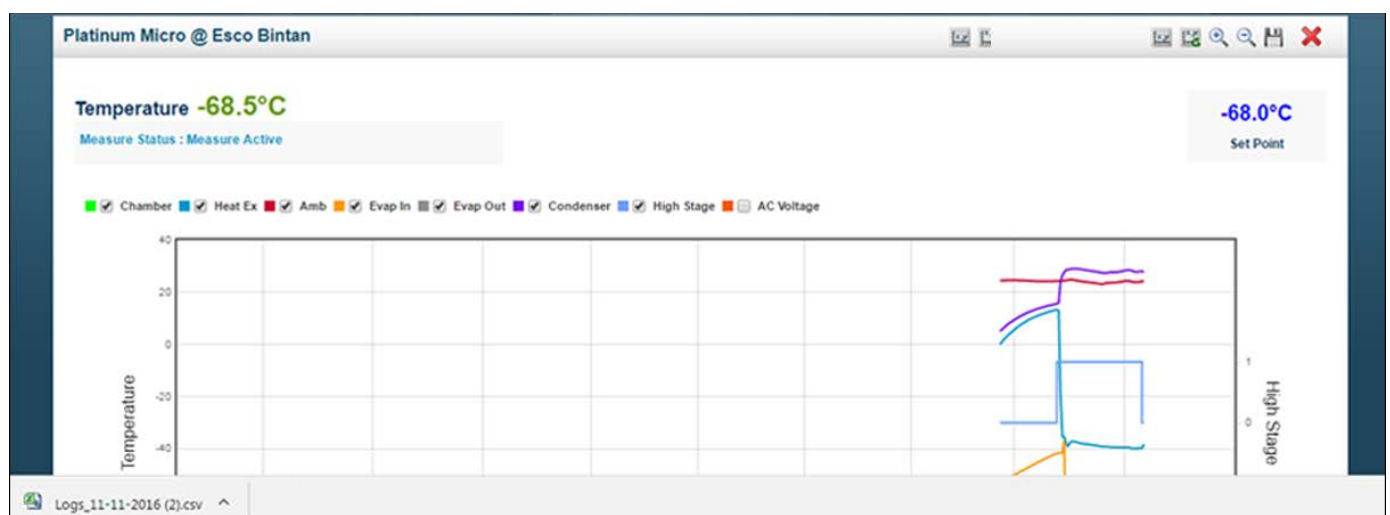 Platinum Micro @ Esco Bintan
Temperature -68.5°C
Measure Status : Measure Active
-68.0°C
Set Point
Chamber Heat Ex Amb Evap In Evap Out Condenser High Stage AC Voltage
40
20
0
-20
-40
Temperature
1
0
High Stage
Logs_11-11-2016 (2).csv